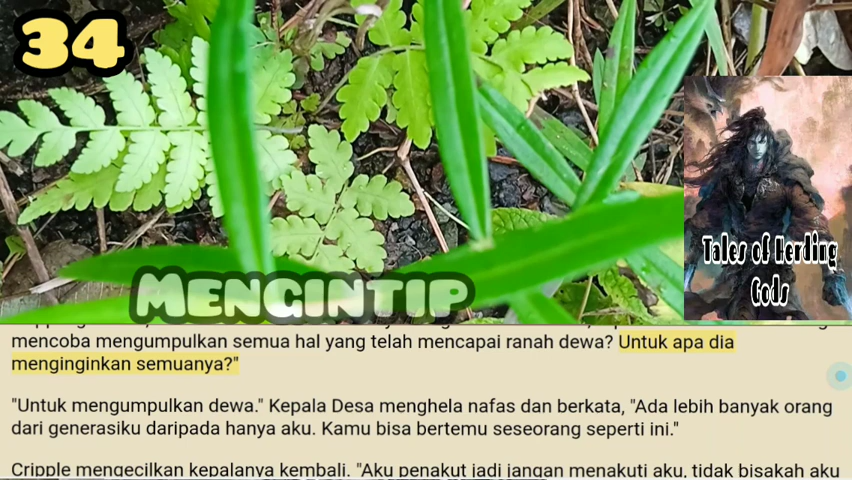 34
Tales of Herding
Gods
MENGINTIP
mencoba mengumpulkan semua hal yang telah mencapai ranah dewa? Untuk apa dia
menginginkan semuanya?"
"Untuk mengumpulkan dewa." Kepala Desa menghela nafas dan berkata, "Ada lebih banyak orang
dari generasiku daripada hanya aku. Kamu bisa bertemu seseorang seperti ini."
Cripple mengecilkan kepalanya kembali. "Aku penakut jadi jangan menakuti aku, tidak bisakah aku